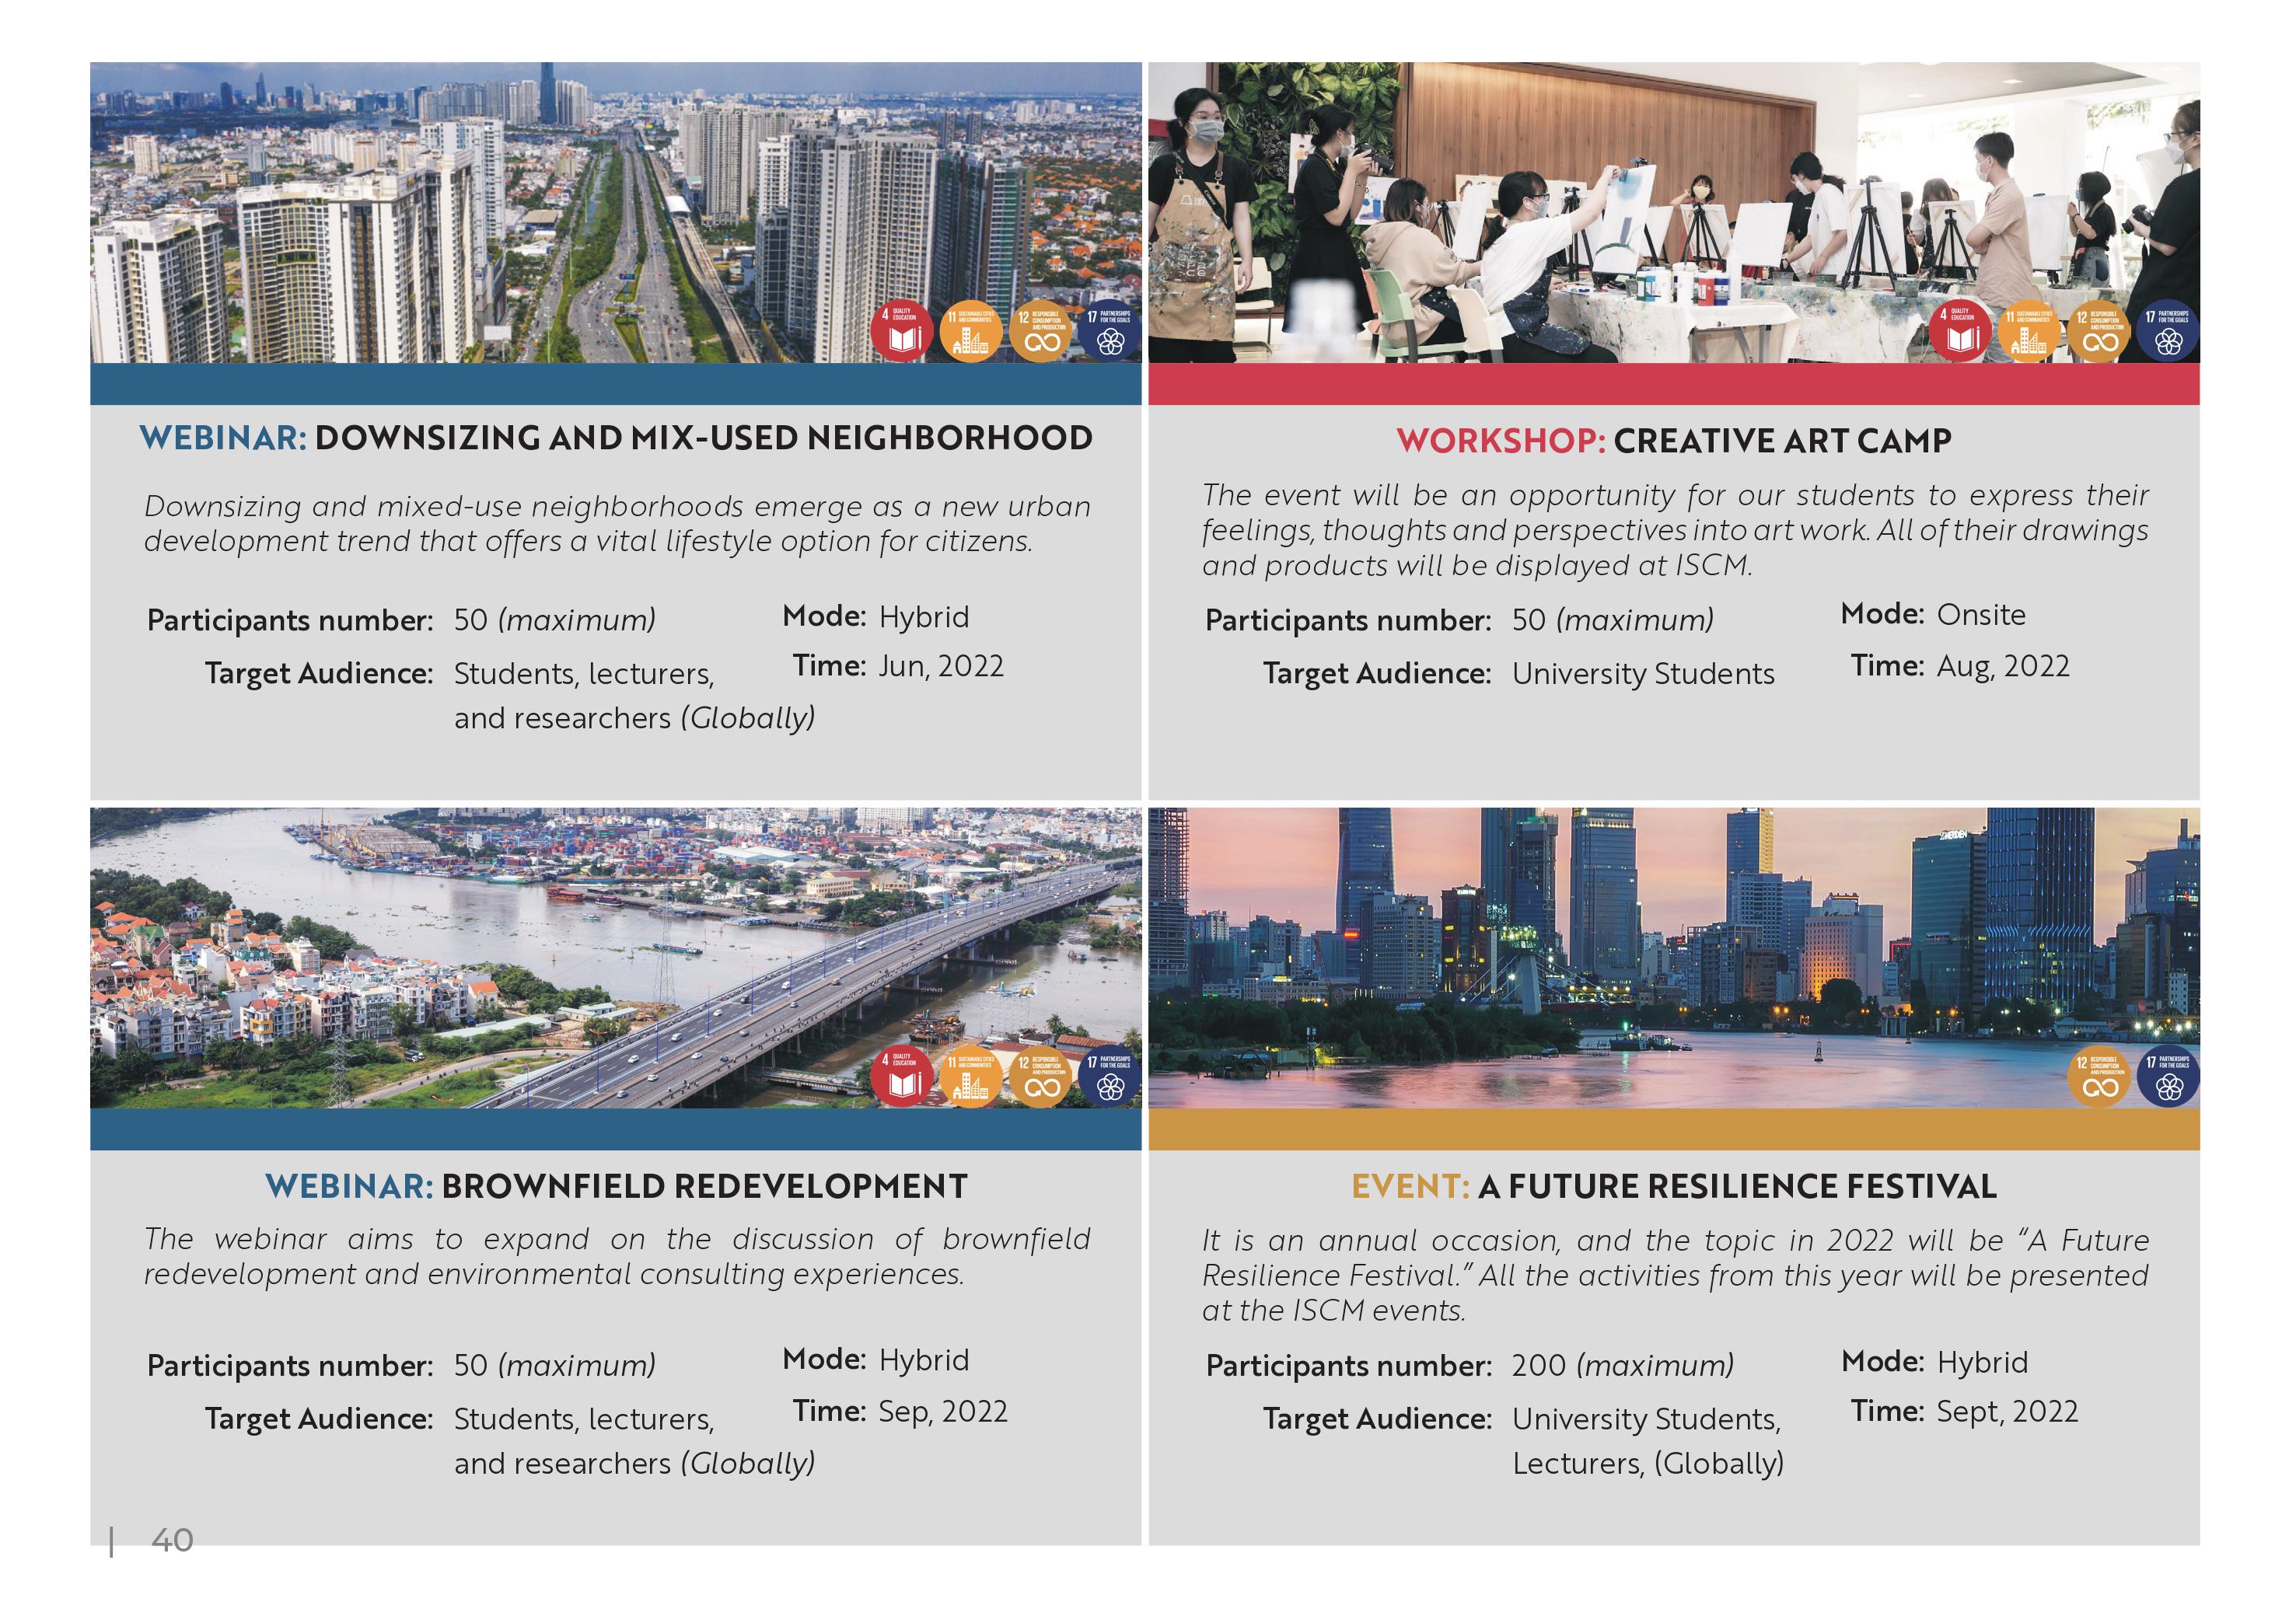 4 QUALITY
EDUCATION
11 SUSTAINABLE CITIES
AND COMMUNITIES
12 RESPONSIBLE
CONSUMPTION
AND PRODUCTION
17 PARTNERSHIPS
FOR THE GOALS
WEBINAR: DOWNSIZING AND MIX-USED NEIGHBORHOOD
Downsizing and mixed-use neighborhoods emerge as a new urban
development trend that offers a vital lifestyle option for citizens.
Participants number: 50 (maximum)
Mode: Hybrid
Target Audience: Students, lecturers,
and researchers (Globally)
Time: Jun, 2022
4 QUALITY
EDUCATION
11 SUSTAINABLE CITIES
AND COMMUNITIES
12 RESPONSIBLE
CONSUMPTION
AND PRODUCTION
17 PARTNERSHIPS
FOR THE GOALS
WORKSHOP: CREATIVE ART CAMP
The event will be an opportunity for our students to express their
feelings, thoughts and perspectives into art work. All of their drawings
and products will be displayed at ISCM.
Participants number: 50 (maximum)
Mode: Onsite
Target Audience: University Students
Time: Aug, 2022
4 QUALITY
EDUCATION
11 SUSTAINABLE CITIES
AND COMMUNITIES
12 RESPONSIBLE
CONSUMPTION
AND PRODUCTION
17 PARTNERSHIPS
FOR THE GOALS
WEBINAR: BROWNFIELD REDEVELOPMENT
The webinar aims to expand on the discussion of brownfield
redevelopment and environmental consulting experiences.
Participants number: 50 (maximum)
Mode: Hybrid
Target Audience: Students, lecturers,
and researchers (Globally)
Time: Sep, 2022
12 RESPONSIBLE
CONSUMPTION
AND PRODUCTION
17 PARTNERSHIPS
FOR THE GOALS
EVENT: A FUTURE RESILIENCE FESTIVAL
It is an annual occasion, and the topic in 2022 will be “A Future
Resilience Festival.” All the activities from this year will be presented
at the ISCM events.
Participants number: 200 (maximum)
Mode: Hybrid
Target Audience: University Students,
Lecturers, (Globally)
Time: Sept, 2022
| 40